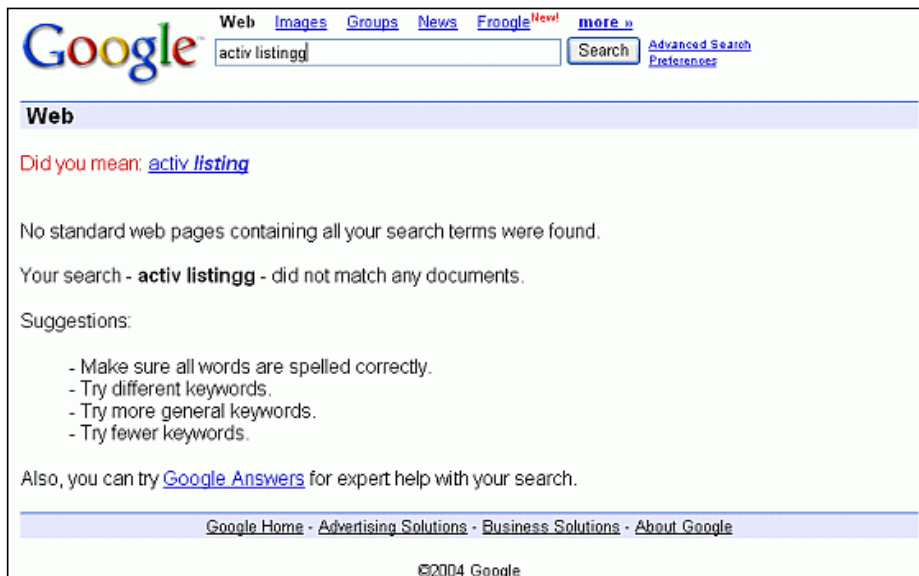 Web Images Groups News Froogle New! more »
Google™ activ listingg Search Advanced Search
Preferences
Web
Did you mean: activ listing
No standard web pages containing all your search terms were found.
Your search - activ listingg - did not match any documents.
Suggestions:
- Make sure all words are spelled correctly.
- Try different keywords.
- Try more general keywords.
- Try fewer keywords.
Also, you can try Google Answers for expert help with your search.
Google Home - Advertising Solutions - Business Solutions - About Google
©2004 Google